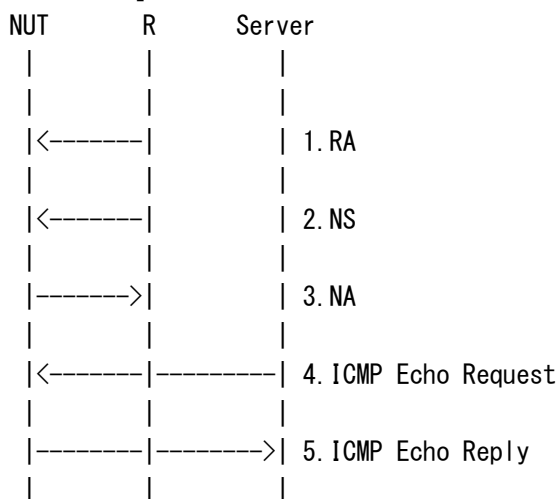 NUT R Server
1. RA
2. NS
3. NA
4. ICMP Echo Request
5. ICMP Echo Reply